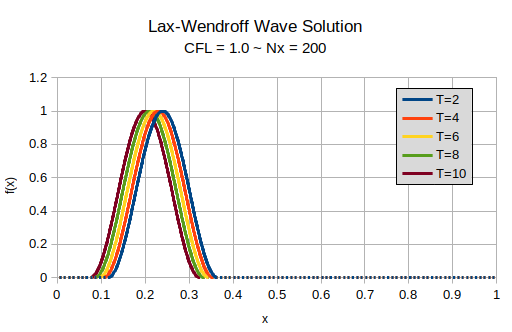 Lax-Wendroff Wave Solution
CFL = 1.0 ~ Nx = 200
1.2
1
0.8
0.6
0.4
0.2
0
f(x)
T=2
T=4
T=6
T=8
T=10
0 0.1 0.2 0.3 0.4 0.5 0.6 0.7 0.8 0.9 1
x